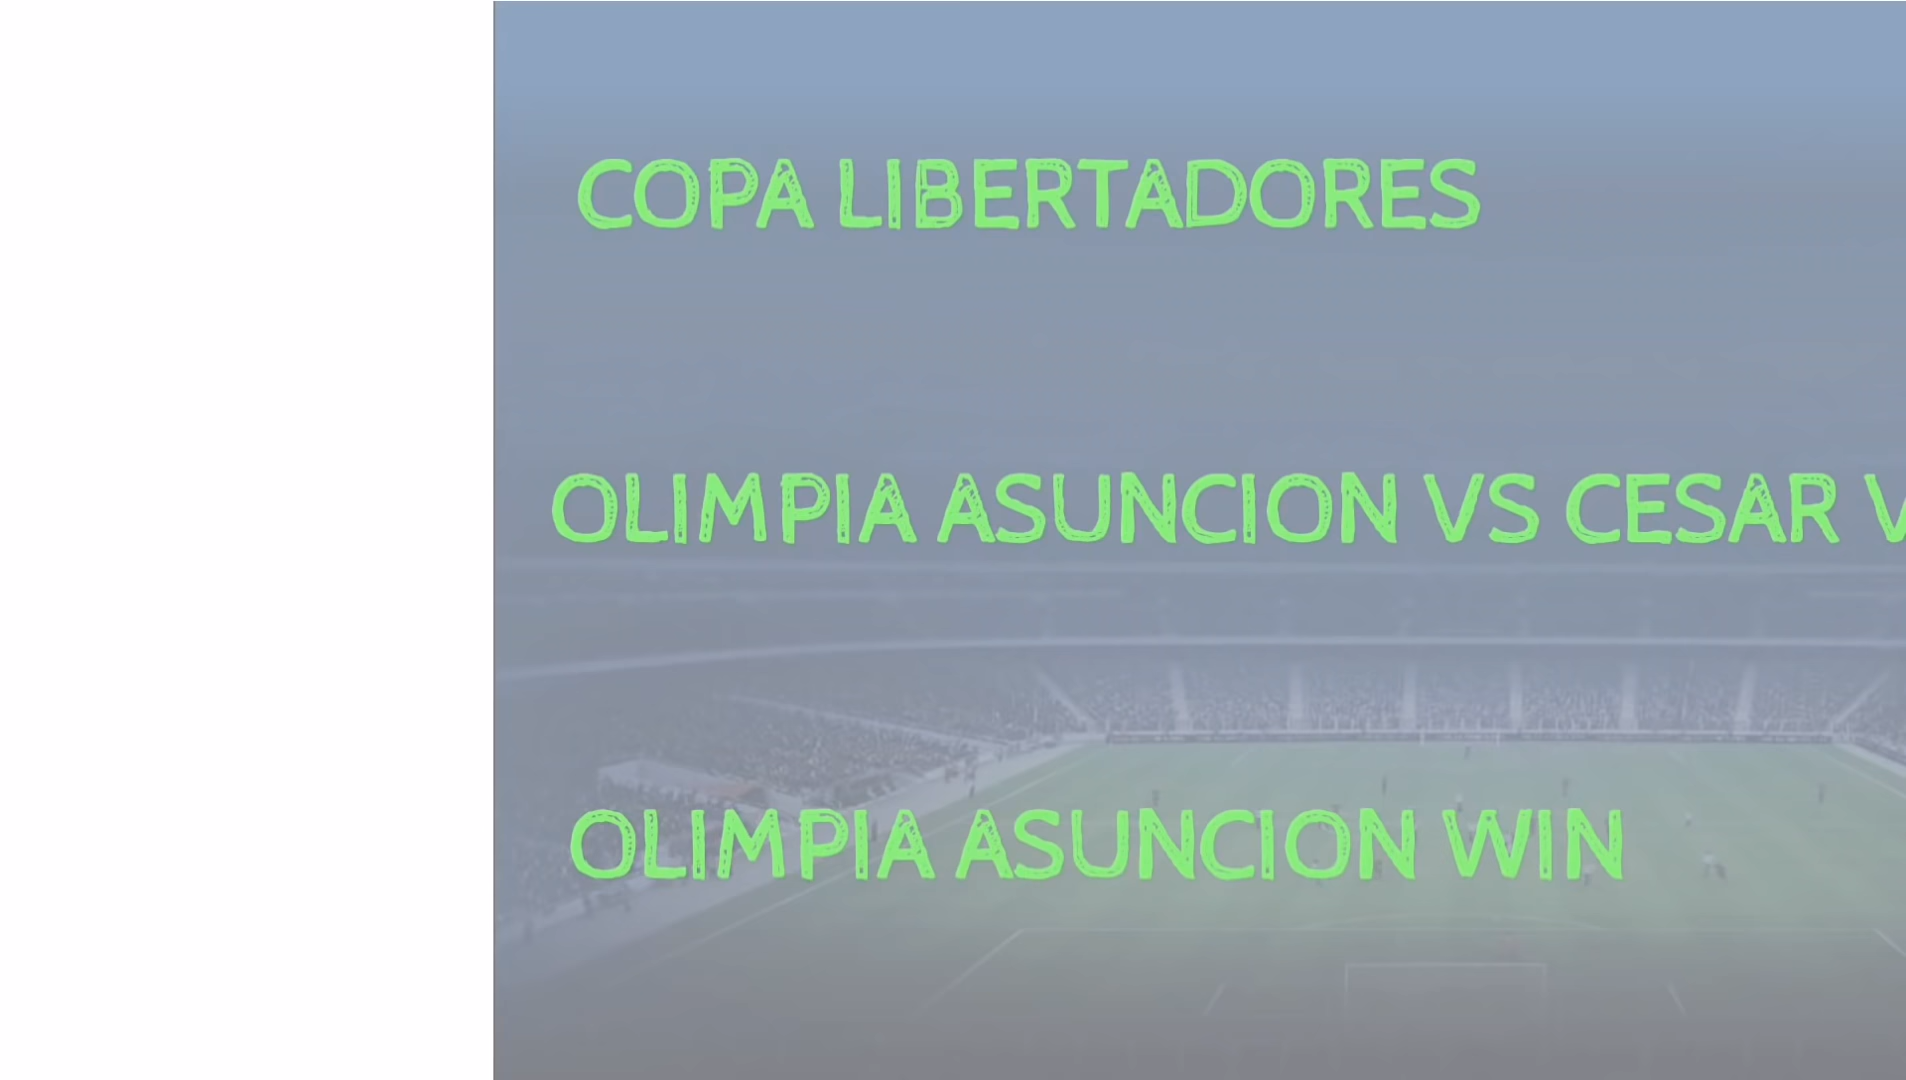 COPA LIBERTADORES
OLIMPIA ASUNCION VS CESAR V
OLIMPIA ASUNCION WIN